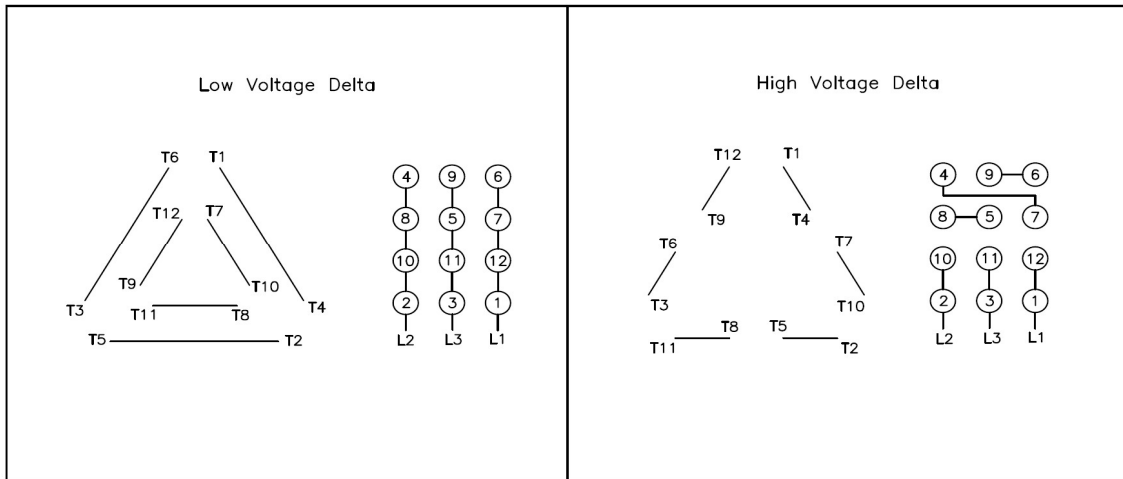 Low Voltage Delta
T6 T1
T12 T7
T9 T10
T3 T11 T8 T4
T5 T2
4 9 6
8 5 7
10 11 12
2 3 1
L2 L3 L1
High Voltage Delta
T12 T1
T9 T4
T6 T7
T3 T10
T11 T8 T5 T2
4 9 6
8 5 7
10 11 12
2 3 1
L2 L3 L1